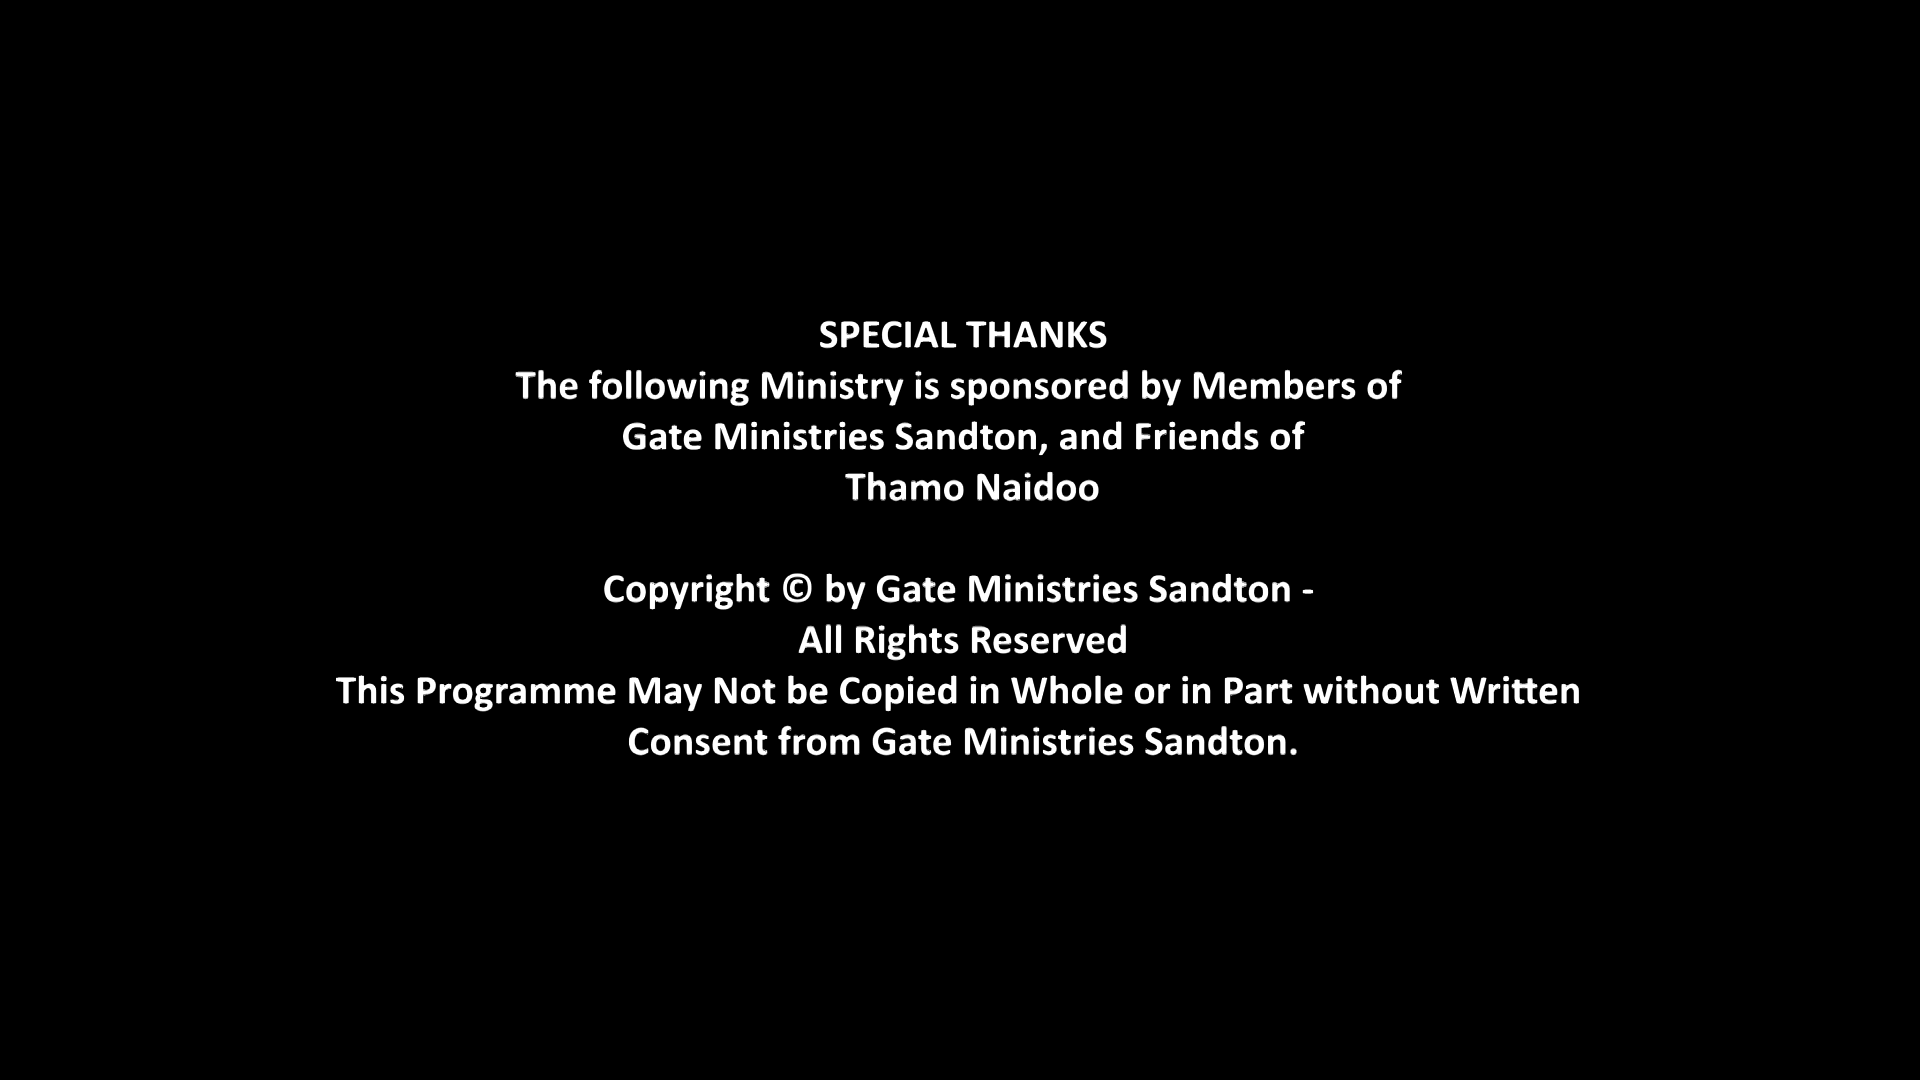 SPECIAL THANKS
The following Ministry is sponsored by Members of
Gate Ministries Sandton, and Friends of
Thamo Naidoo
Copyright © by Gate Ministries Sandton -
All Rights Reserved
This Programme May Not be Copied in Whole or in Part without Written
Consent from Gate Ministries Sandton.